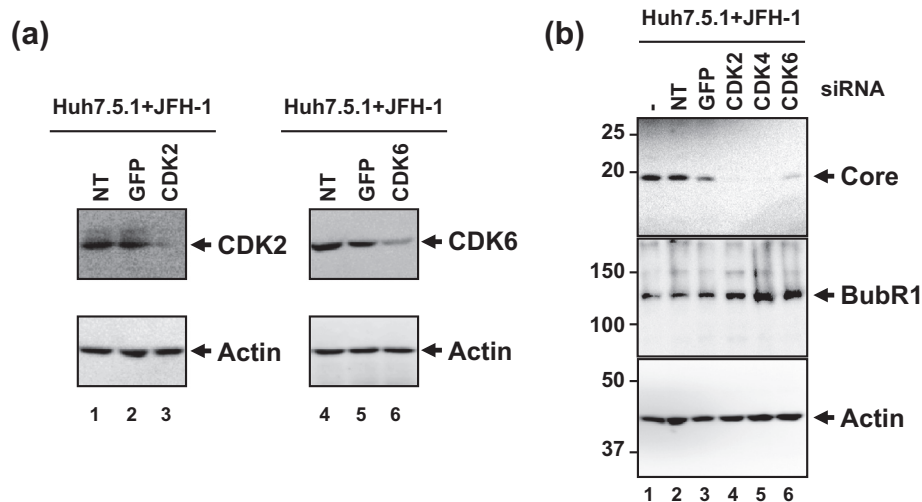 (a)
Huh7.5.1+JFH-1
NT GFP CDK2
CDK2
Actin
1 2 3
Huh7.5.1+JFH-1
NT GFP CDK6
CDK6
Actin
4 5 6
(b)
Huh7.5.1+JFH-1
- NT GFP CDK2 CDK4 CDK6 siRNA
25
20
Core
150
100
BubR1
50
37
Actin
1 2 3 4 5 6